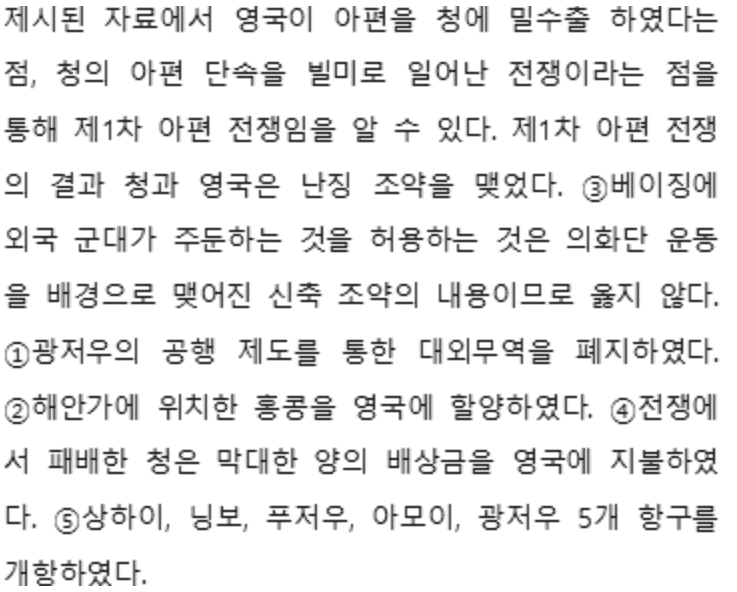 제시된 자료에서 영국이 아편을 청에 밀수출 하였다는
점, 청의 아편 단속을 빌미로 일어난 전쟁이라는 점을
통해 제1차 아편 전쟁임을 알 수 있다. 제1차 아편 전쟁
의 결과 청과 영국은 난징 조약을 맺었다. ③베이징에
외국 군대가 주둔하는 것을 허용하는 것은 의화단 운동
을 배경으로 맺어진 신축 조약의 내용이므로 옳지 않다.
①광저우의 공행 제도를 통한 대외무역을 폐지하였다.
②해안가에 위치한 홍콩을 영국에 할양하였다. ④전쟁에
서 패배한 청은 막대한 양의 배상금을 영국에 지불하였
다. ⑤상하이, 닝보, 푸저우, 아모이, 광저우 5개 항구를
개항하였다.